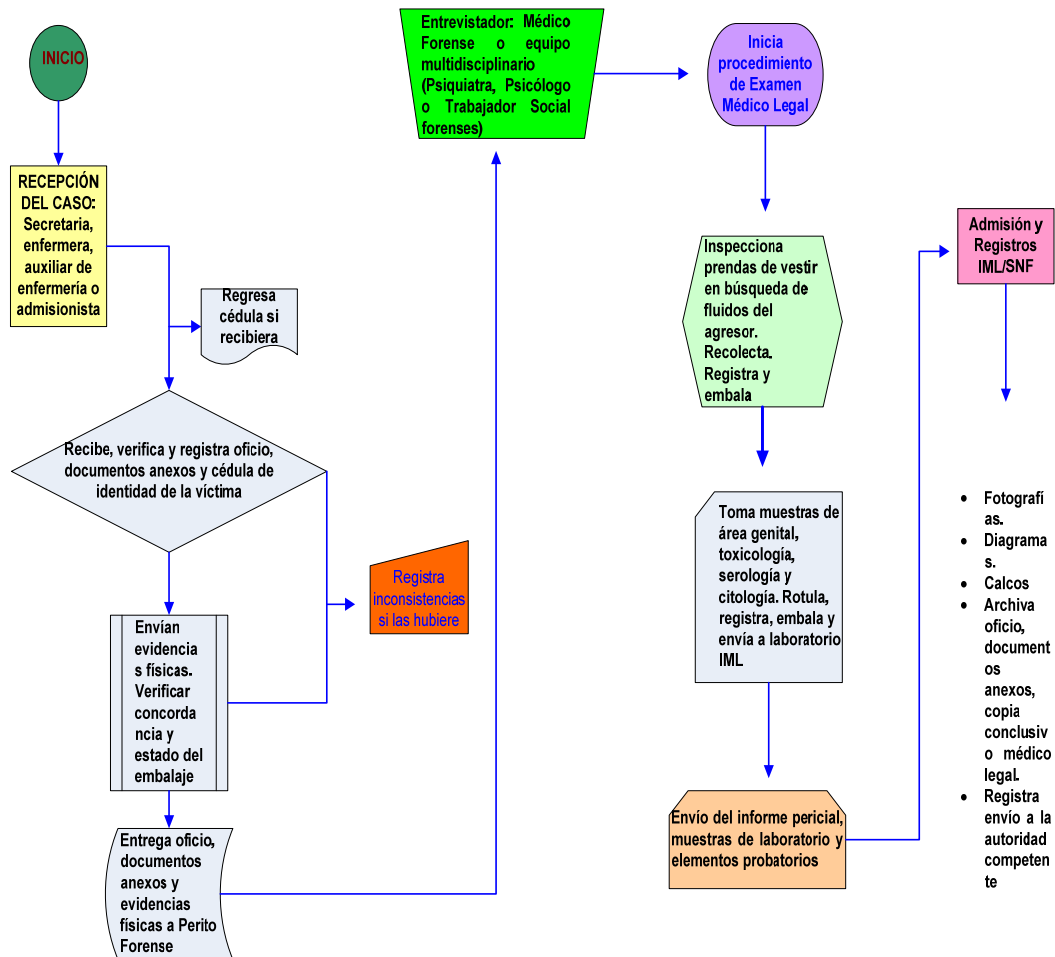 INICIO
RECEPCIÓN
DEL CASO:
Secretaria,
enfermera,
auxiliar de
enfermería o
admisionista
Regresa
cédula si
recibiera
Recibe, verifica y registra oficio,
documentos anexos y cédula de
identidad de la víctima
Registra
inconsistencias
si las hubiere
Envían
evidencia
s físicas.
Verificar
concorda
ncia y
estado del
embalaje
Entrega oficio,
documentos
anexos y
evidencias
físicas a Perito
Forense
Entrevistador: Médico
Forense o equipo
multidisciplinario
(Psiquiatra, Psicólogo
o Trabajador Social
forenses)
Inicia
procedimiento
de Examen
Médico Legal
Inspecciona
prendas de vestir
en búsqueda de
fluidos del
agresor.
Recolecta.
Registra y
embala
Toma muestras de
área genital,
toxicología,
serología y
citología. Rotula,
registra, embala y
envía a laboratorio
IML
Envío del informe pericial,
muestras de laboratorio y
elementos probatorios
Admisión y
Registros
IML/SNF
• Fotografí
as.
• Diagrama
s.
• Calcos
• Archiva
oficio,
document
os
anexos,
copia
conclusiv
o médico
legal.
• Registra
envío a la
autoridad
competen
te